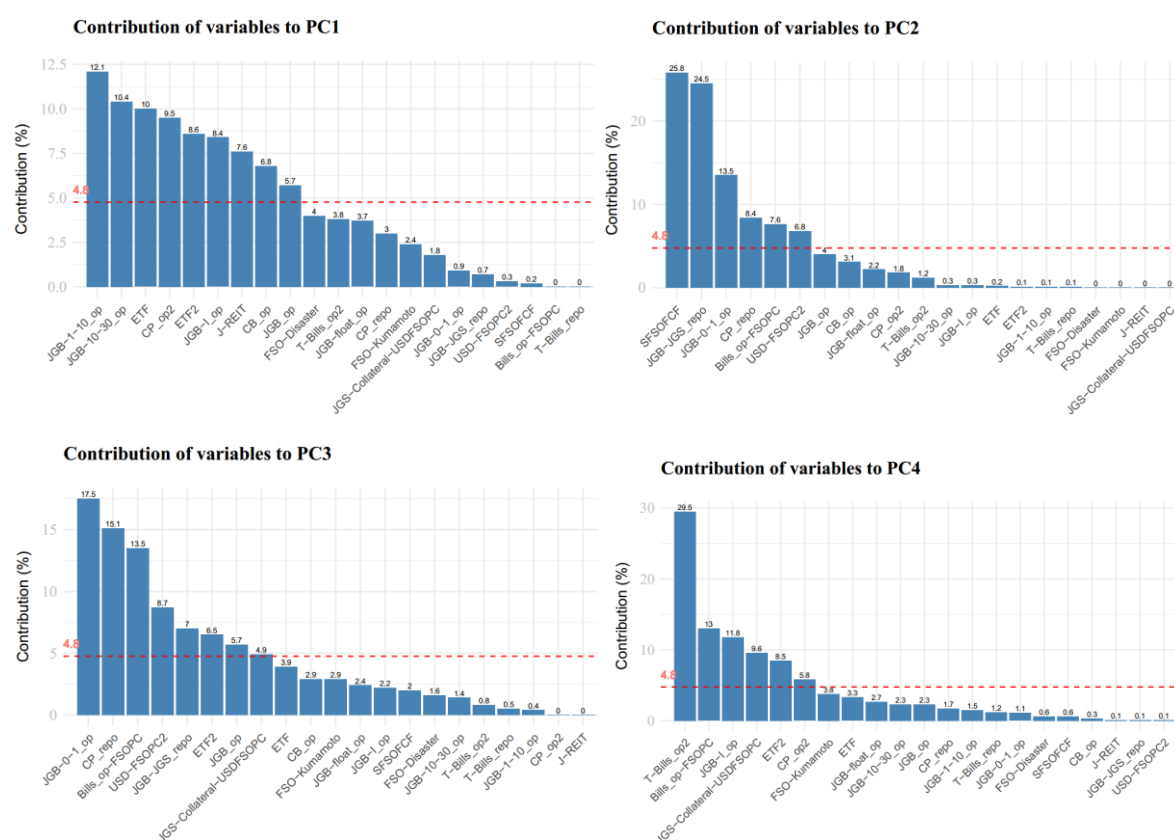 Contribution of variables to PC1
Contribution (%)
12.5
10.0
7.5
5.0
2.5
0.0
4.8
12.1
10.4
10
9.5
8.6
8.4
7.6
6.8
5.7
4
3.8
3.7
3
2.4
1.8
0.9
0.7
0.3
0.2
0
0
JGB-1-10_op
JGB-10-30_op
ETF
CP_op2
ETF2
JGB-I_op
J-REIT
CB_op
JGB_op
FSO-Disaster
T-Bills_op2
JGB-float_op
CP_repo
FSO-Kumamoto
JGS-Collateral-USDFSOPC
JGB-0-1_op
JGB-JGS_repo
USD-FSOPC2
SFSOFCF
Bills_op-FSOPC
T-Bills_repo
Contribution of variables to PC2
Contribution (%)
20
10
0
4.8
25.8
24.5
13.5
8.4
7.6
6.8
4
3.1
2.2
1.8
1.2
0.3
0.3
0.2
0.1
0.1
0.1
0
0
0
0
SFSOFCF
JGB-JGS_repo
JGB-0-1_op
CP_repo
Bills_op-FSOPC
USD-FSOPC2
JGB_op
CB_op
JGB-float_op
CP_op2
T-Bills_op2
JGB-10-30_op
JGB-I_op
ETF
ETF2
JGB-1-10_op
T-Bills_repo
FSO-Disaster
FSO-Kumamoto
J-REIT
JGS-Collateral-USDFSOPC
Contribution of variables to PC3
Contribution (%)
15
10
5
0
4.8
17.5
15.1
13.5
8.7
7
6.5
5.7
4.9
3.9
2.9
2.9
2.4
2.2
2
1.6
1.4
0.8
0.5
0.4
0
0
JGB-0-1_op
CP_repo
Bills_op-FSOPC
USD-FSOPC2
JGB-JGS_repo
ETF2
JGB_op
JGS-Collateral-USDFSOPC
ETF
CB_op
FSO-Kumamoto
JGB-float_op
JGB-I_op
SFSOFCF
FSO-Disaster
JGB-10-30_op
T-Bills_op2
T-Bills_repo
JGB-1-10_op
CP_op2
J-REIT
Contribution of variables to PC4
Contribution (%)
30
20
10
0
4.8
29.5
13
11.8
9.6
8.5
5.8
3.8
3.3
2.7
2.3
2.3
1.7
1.5
1.2
1.1
0.6
0.6
0.3
0.1
0.1
0.1
T-Bills_op2
Bills_op-FSOPC
JGB-I_op
JGS-Collateral-USDFSOPC
ETF2
CP_op2
FSO-Kumamoto
ETF
JGB-float_op
JGB-10-30_op
JGB_op
CP_repo
JGB-1-10_op
T-Bills_repo
JGB-0-1_op
FSO-Disaster
SFSOFCF
CB_op
J-REIT
JGB-JGS_repo
USD-FSOPC2